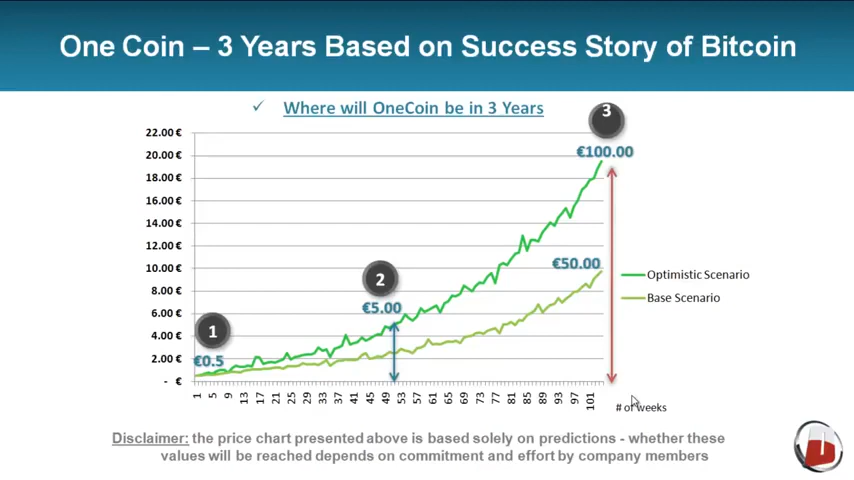 One Coin – 3 Years Based on Success Story of Bitcoin
✓ Where will OneCoin be in 3 Years
3
€100.00
22.00 €
20.00 €
18.00 €
16.00 €
14.00 €
12.00 €
10.00 €
8.00 €
6.00 €
4.00 €
2.00 €
- €
€50.00
2
€5.00
1
€0.5
Optimistic Scenario
Base Scenario
1 5 9 13 17 21 25 29 33 37 41 45 49 53 57 61 65 69 73 77 81 85 89 93 97 101
# of weeks
Disclaimer: the price chart presented above is based solely on predictions - whether these
values will be reached depends on commitment and effort by company members